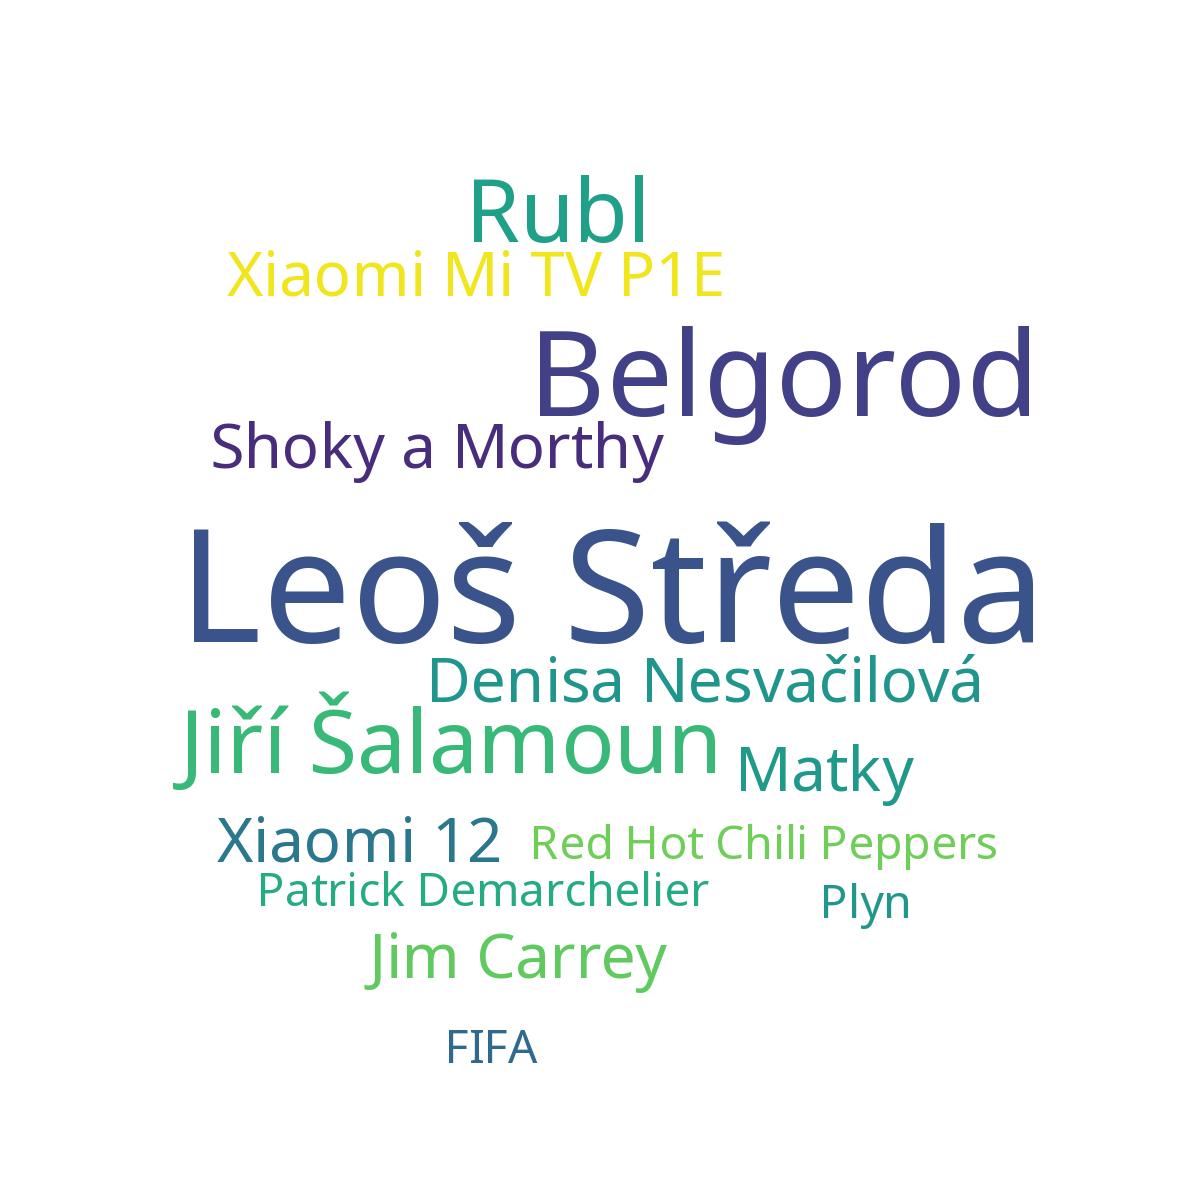 Rubl
Xiaomi Mi TV P1E
Belgorod
Shoky a Morthy
Leoš Středa
Denisa Nesvačilová
Jiří Šalamoun
Matky
Xiaomi 12
Red Hot Chili Peppers
Patrick Demarchelier
Plyn
Jim Carrey
FIFA